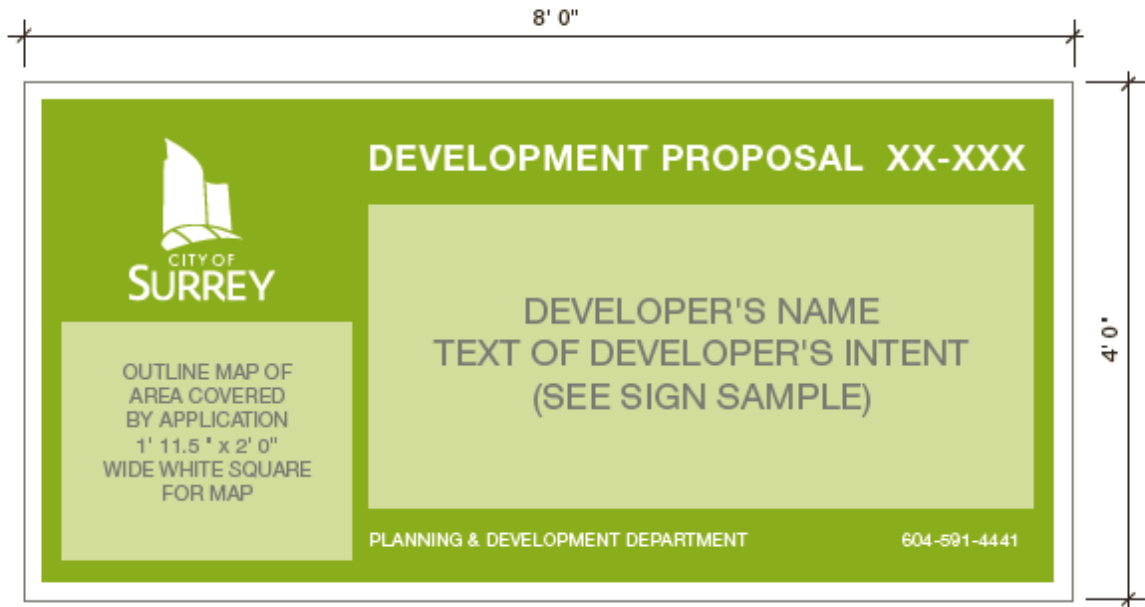 8' 0"
DEVELOPMENT PROPOSAL XX-XXX
CITY OF
SURREY
DEVELOPER'S NAME
TEXT OF DEVELOPER'S INTENT
(SEE SIGN SAMPLE)
4' 0"
OUTLINE MAP OF
AREA COVERED
BY APPLICATION
1' 11.5 " x 2' 0"
WIDE WHITE SQUARE
FOR MAP
PLANNING & DEVELOPMENT DEPARTMENT 604-591-4441